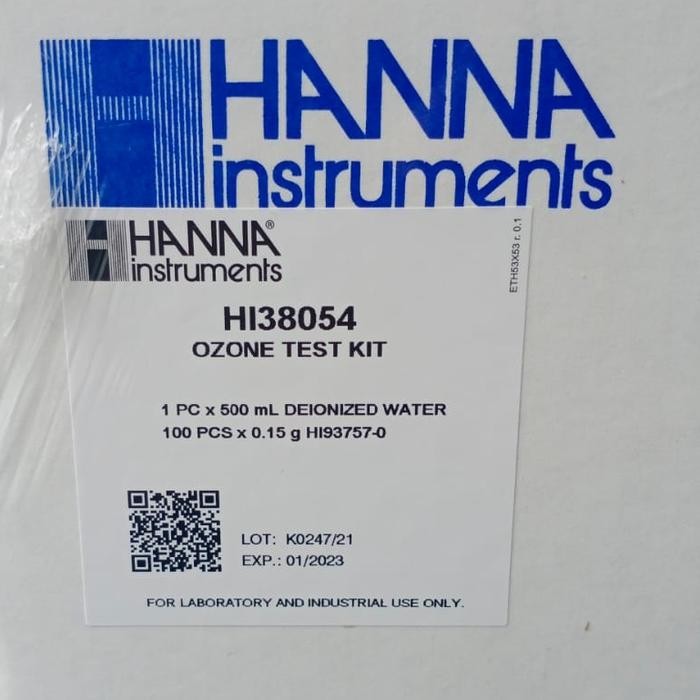 HANNA
instruments
HANNA®
instruments
ETH53X53 r. 0.1
HI38054
OZONE TEST KIT
1 PC x 500 mL DEIONIZED WATER
100 PCS x 0.15 g HI93757-0
LOT: K0247/21
EXP.: 01/2023
FOR LABORATORY AND INDUSTRIAL USE ONLY.